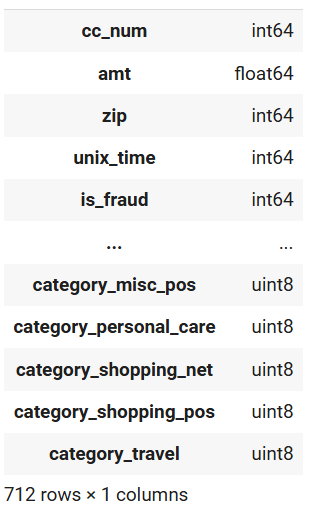 cc_num int64
amt float64
zip int64
unix_time int64
is_fraud int64
... ...
category_misc_pos uint8
category_personal_care uint8
category_shopping_net uint8
category_shopping_pos uint8
category_travel uint8
712 rows × 1 columns